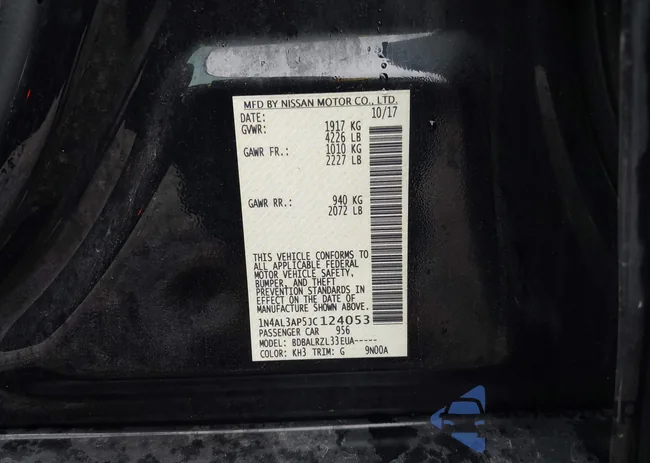 MFD BY NISSAN MOTOR CO., LTD.
DATE: 10/17
GVWR: 1917 KG
4226 LB
GAWR FR.: 1010 KG
2227 LB
GAWR RR.: 940 KG
2072 LB
THIS VEHICLE CONFORMS TO
ALL APPLICABLE FEDERAL
MOTOR VEHICLE SAFETY,
BUMPER, AND THEFT
PREVENTION STANDARDS IN
EFFECT ON THE DATE OF
MANUFACTURE SHOWN ABOVE.
1N4AL3AP5JC124053
PASSENGER CAR 956
MODEL: BDBALRZL33EUA-----
COLOR: KH3 TRIM: G 9N00A